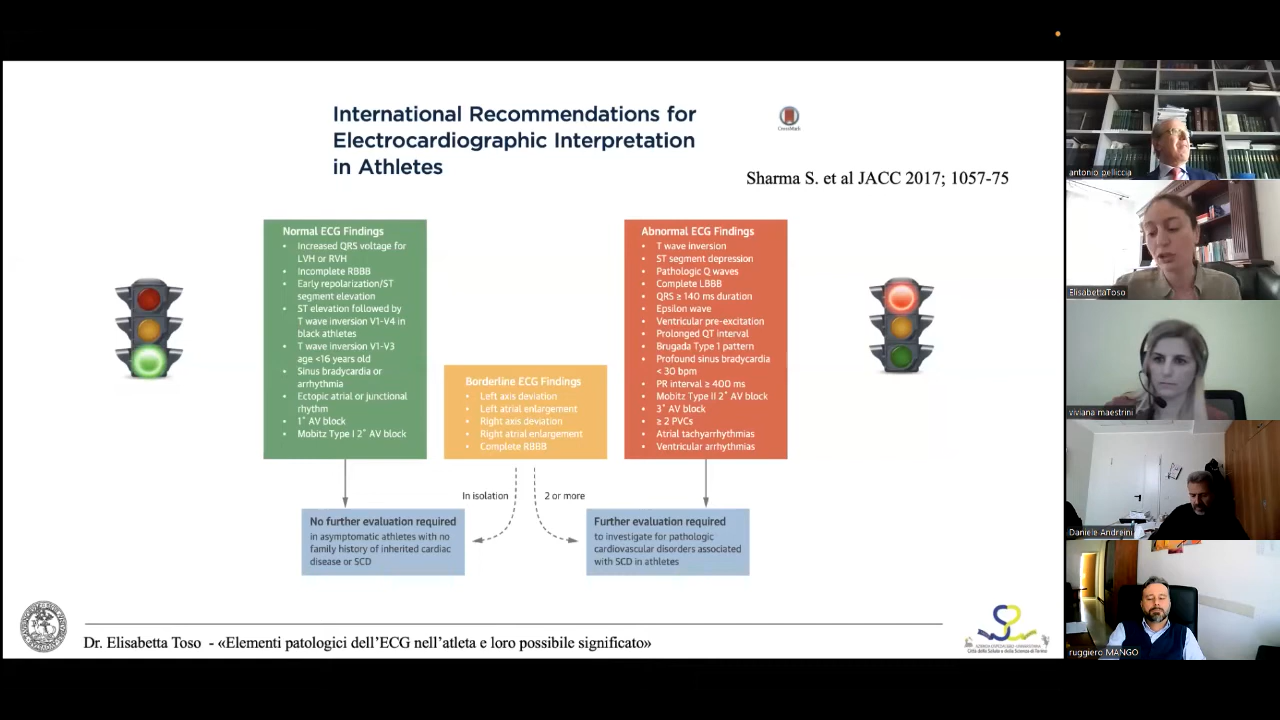 International Recommendations for
Electrocardiographic Interpretation
in Athletes
CrossMark
Sharma S. et al JACC 2017; 1057-75
Normal ECG Findings
• Increased QRS voltage for
LVH or RVH
• Incomplete RBBB
• Early repolarization/ST
segment elevation
• ST elevation followed by
T wave inversion V1-V4 in
black athletes
• T wave inversion V1-V3
age <16 years old
• Sinus bradycardia or
arrhythmia
• Ectopic atrial or junctional
rhythm
• 1° AV block
• Mobitz Type I 2° AV block
Borderline ECG Findings
• Left axis deviation
• Left atrial enlargement
• Right axis deviation
• Right atrial enlargement
• Complete RBBB
Abnormal ECG Findings
• T wave inversion
• ST segment depression
• Pathologic Q waves
• Complete LBBB
• QRS ≥ 140 ms duration
• Epsilon wave
• Ventricular pre-excitation
• Prolonged QT interval
• Brugada Type 1 pattern
• Profound sinus bradycardia
< 30 bpm
• PR interval ≥ 400 ms
• Mobitz Type II 2° AV block
• 3° AV block
• ≥ 2 PVCs
• Atrial tachyarrhythmias
• Ventricular arrhythmias
In isolation
2 or more
No further evaluation required
in asymptomatic athletes with no
family history of inherited cardiac
disease or SCD
Further evaluation required
to investigate for pathologic
cardiovascular disorders associated
with SCD in athletes
Dr. Elisabetta Toso - «Elementi patologici dell'ECG nell'atleta e loro possibile significato»
Città della Salute e della Scienza di Torino
antonio pelliccia
ElisabettaToso
viviana maestrini
Daniele Andreini
ruggiero MANGO